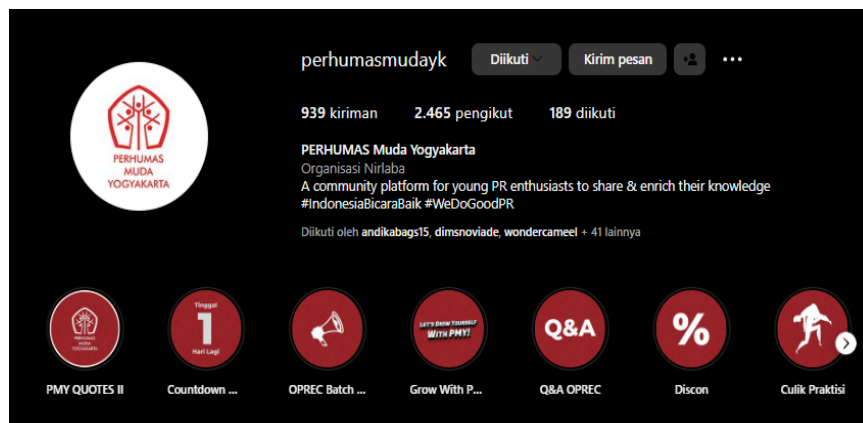 perhumasmudayk Diikuti Kirim pesan
939 kiriman 2.465 pengikut 189 diikuti
PERHUMAS Muda Yogyakarta
Organisasi Nirlaba
A community platform for young PR enthusiasts to share & enrich their knowledge
#IndonesiaBicaraBaik #WeDoGoodPR
Diikuti oleh andikabags15, dimsnoviade, wondercameel + 41 lainnya
PERHUMAS
MUDA
YOGYAKARTA
PERHUMAS
MUDA
YOGYAKARTA
Tinggal
1
Hari Lagi
LET'S GROW YOURSELF
WITH PMY!
Q&A
%
PMY QUOTES II
Countdown ...
OPREC Batch ...
Grow With P...
Q&A OPREC
Discon
Culik Praktisi